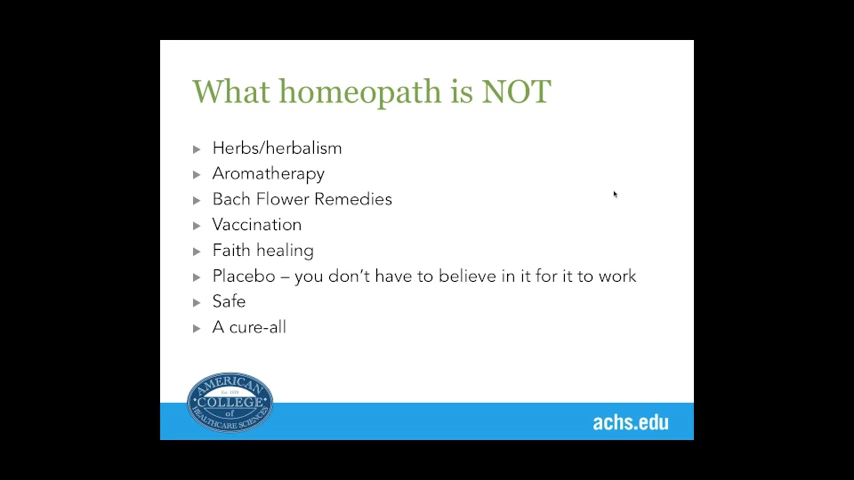 What homeopath is NOT
Herbs/herbalism
Aromatherapy
Bach Flower Remedies
Vaccination
Faith healing
Placebo – you don't have to believe in it for it to work
Safe
A cure-all
AMERICAN
COLLEGE
of
HEALTHCARE SCIENCES
achs.edu